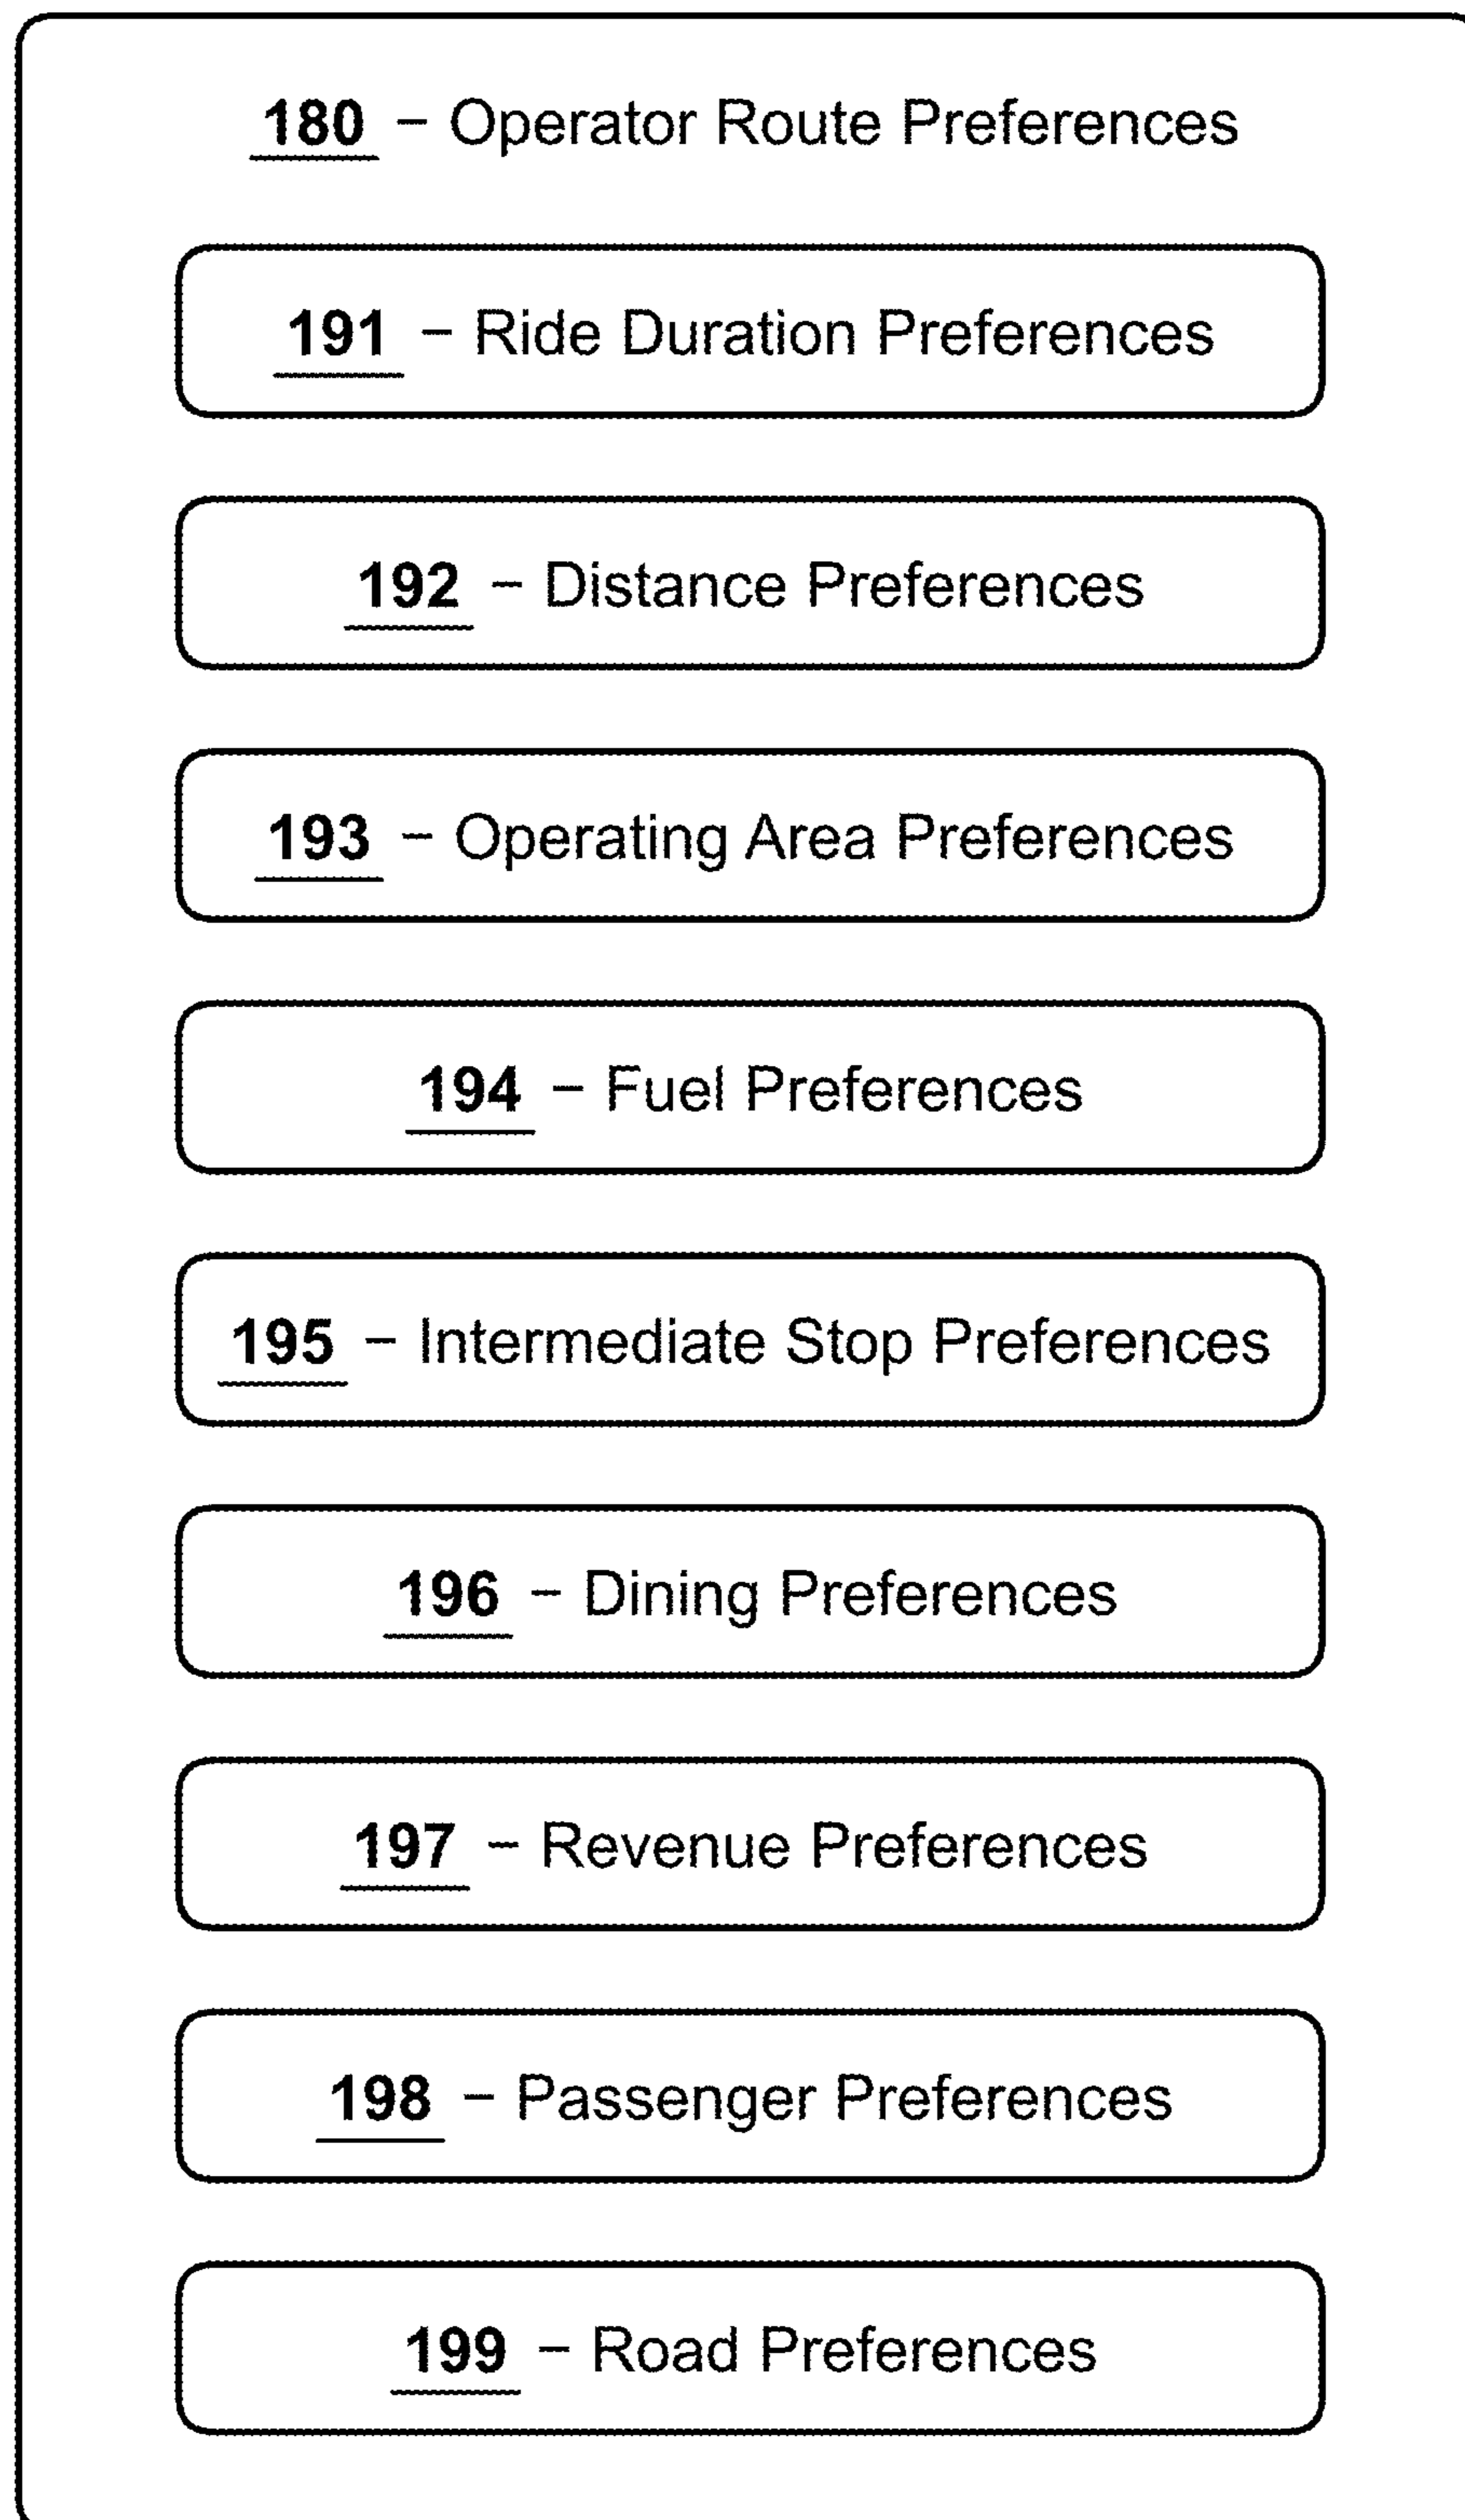 180 – Operator Route Preferences
191 – Ride Duration Preferences
192 – Distance Preferences
193 – Operating Area Preferences
194 – Fuel Preferences
195 – Intermediate Stop Preferences
196 – Dining Preferences
197 – Revenue Preferences
198 – Passenger Preferences
199 – Road Preferences